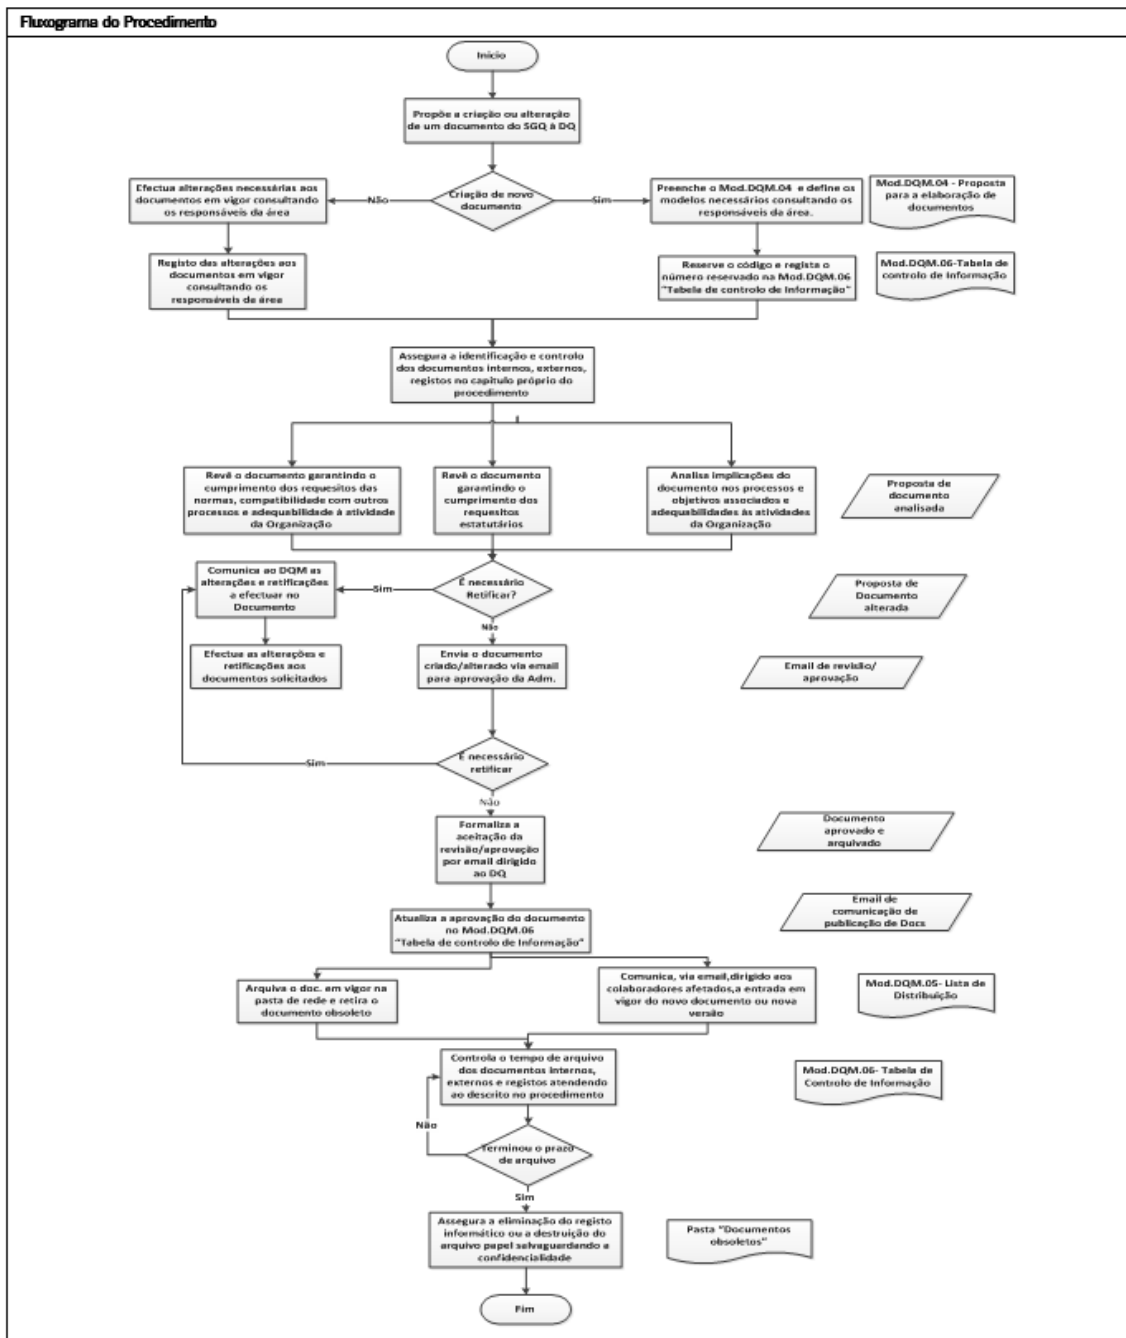 Fluxograma do Procedimento
Início
Propõe a criação ou alteração
de um documento do SGQ à DQ
Criação de novo
documento
Não
Sim
Efectua alterações necessárias aos
documentos em vigor consultando
os responsáveis da área
Preenche o Mod.DQM.04 e define os
modelos necessários consultando os
responsáveis da área.
Mod.DQM.04 - Proposta
para a elaboração de
documentos
Registo das alterações aos
documentos em vigor
consultando os
responsáveis da área
Reserve o código e regista o
número reservado na Mod.DQM.06
"Tabela de controlo de Informação"
Mod.DQM.06-Tabela de
controlo de Informação
Assegura a identificação e controlo
dos documentos internos, externos,
registos no capitulo próprio do
procedimento
Revê o documento garantindo o
cumprimento dos requesitos das
normas, compatibilidade com outros
processos e adequabilidade à atividade
da Organização
Revê o documento
garantindo o
cumprimento dos
requesitos
estatutários
Analisa implicações do
documento nos processos e
objetivos associados e
adequabilidades às atividades
da Organização
Proposta de
documento
analisada
Comunica ao DQM as
alterações e retificações
a efectuar no
Documento
Sim
É necessário
Retificar?
Proposta de
Documento
alterada
Não
Efectua as alterações e
retificações aos
documentos solicitados
Envia o documento
criado/alterado via email
para aprovação da Adm.
Email de revisão/
aprovação
Sim
É necessário
retificar
Não
Formaliza a
aceitação da
revisão/aprovação
por email dirigido
ao DQ
Documento
aprovado e
arquivado
Atualiza a aprovação do documento
no Mod.DQM.06
"Tabela de controlo de Informação"
Email de
comunicação de
publicação de Docs
Arquiva o doc. em vigor na
pasta de rede e retira o
documento obsoleto
Comunica, via email,dirigido aos
colaboradores afetados,a entrada em
vigor do novo documento ou nova
versão
Mod.DQM.05- Lista de
Distribuição
Controla o tempo de arquivo
dos documentos internos,
externos e registos atendendo
ao descrito no procedimento
Mod.DQM.06- Tabela de
Controlo de Informação
Não
Terminou o prazo
de arquivo
Sim
Assegura a eliminação do registo
informático ou a destruição do
arquivo papel salvaguardando a
confidencialidade
Pasta "Documentos
obsoletos"
Fim